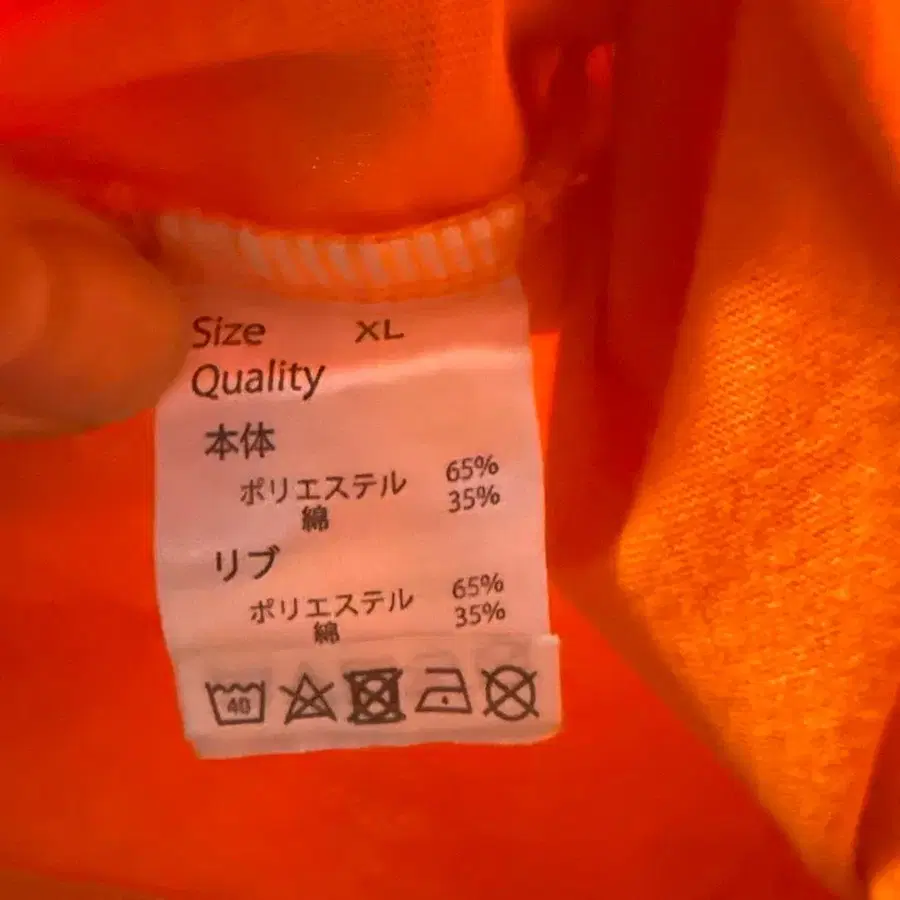 Size XL
Quality
本体
ポリエステル 65%
綿 35%
リブ
ポリエステル 65%
綿 35%
40